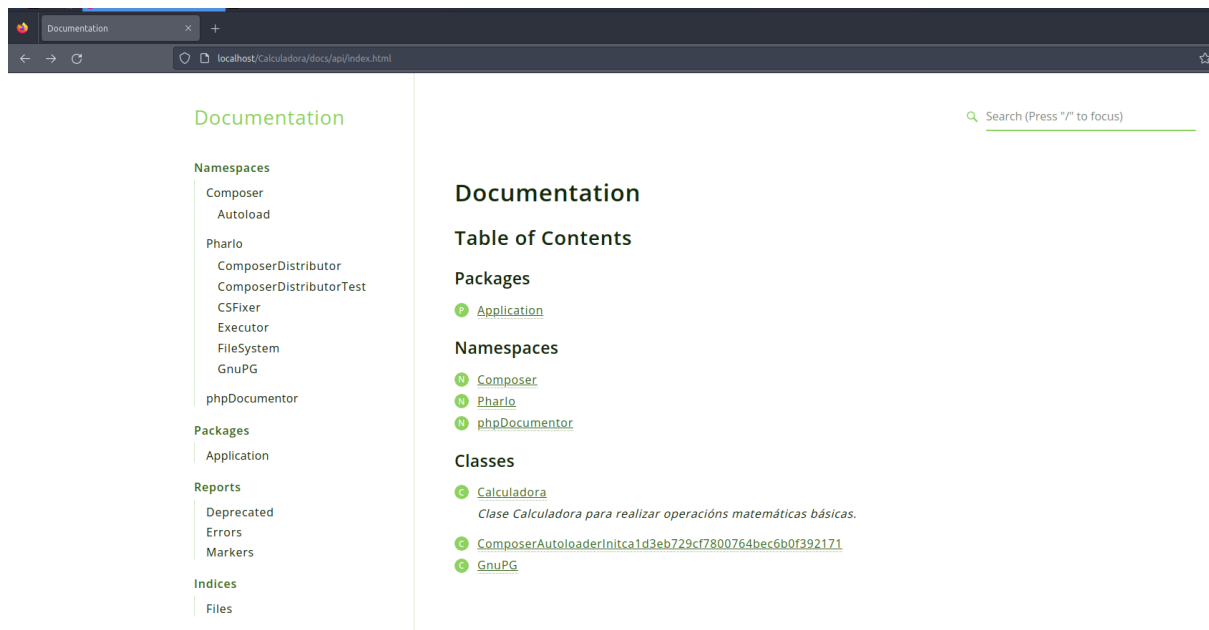 Documentation
localhost/Calculadora/docs/api/index.html
Documentation
Search (Press "/" to focus)
Namespaces
Composer
Autoload
Pharlo
ComposerDistributor
ComposerDistributorTest
CSFixer
Executor
FileSystem
GnuPG
phpDocumentor
Packages
Application
Reports
Deprecated
Errors
Markers
Indices
Files
Documentation
Table of Contents
Packages
P Application
Namespaces
N Composer
N PharIo
N phpDocumentor
Classes
C Calculadora
Clase Calculadora para realizar operacións matemáticas básicas.
C ComposerAutoloaderInitca1d3eb729cf7800764bec6b0f392171
C GnuPG